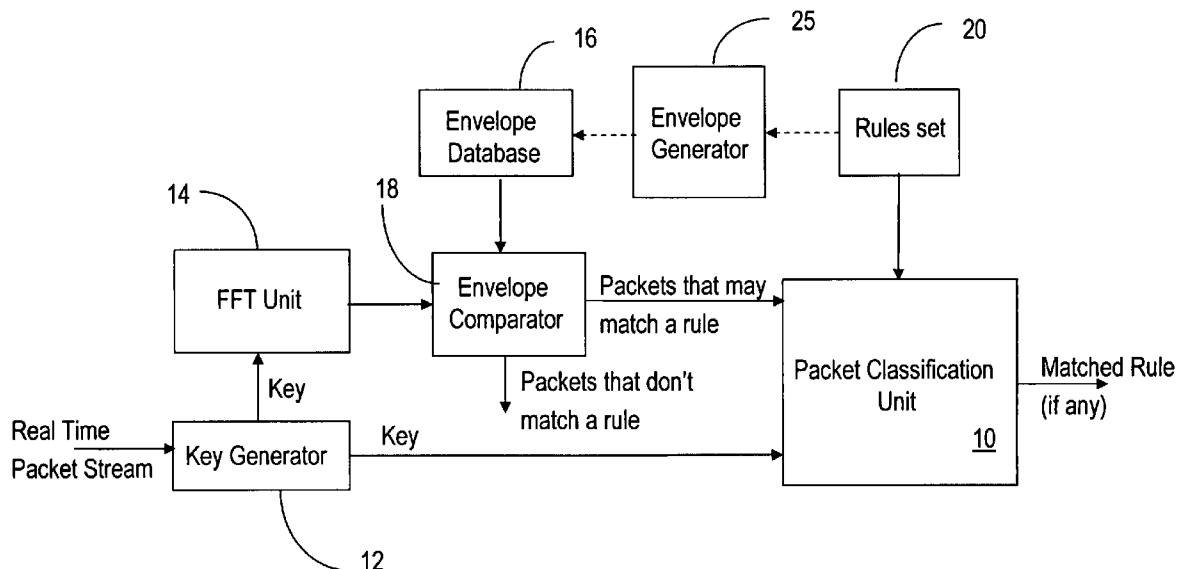 25
20
16
Envelope
Database
Envelope
Generator
Rules set
14
18
FFT Unit
Envelope
Comparator
Packets that may
match a rule
Packets that don't
match a rule
Packet Classification
Unit
10
Matched Rule
(if any)
Key
Real Time
Packet Stream
Key Generator
Key
12